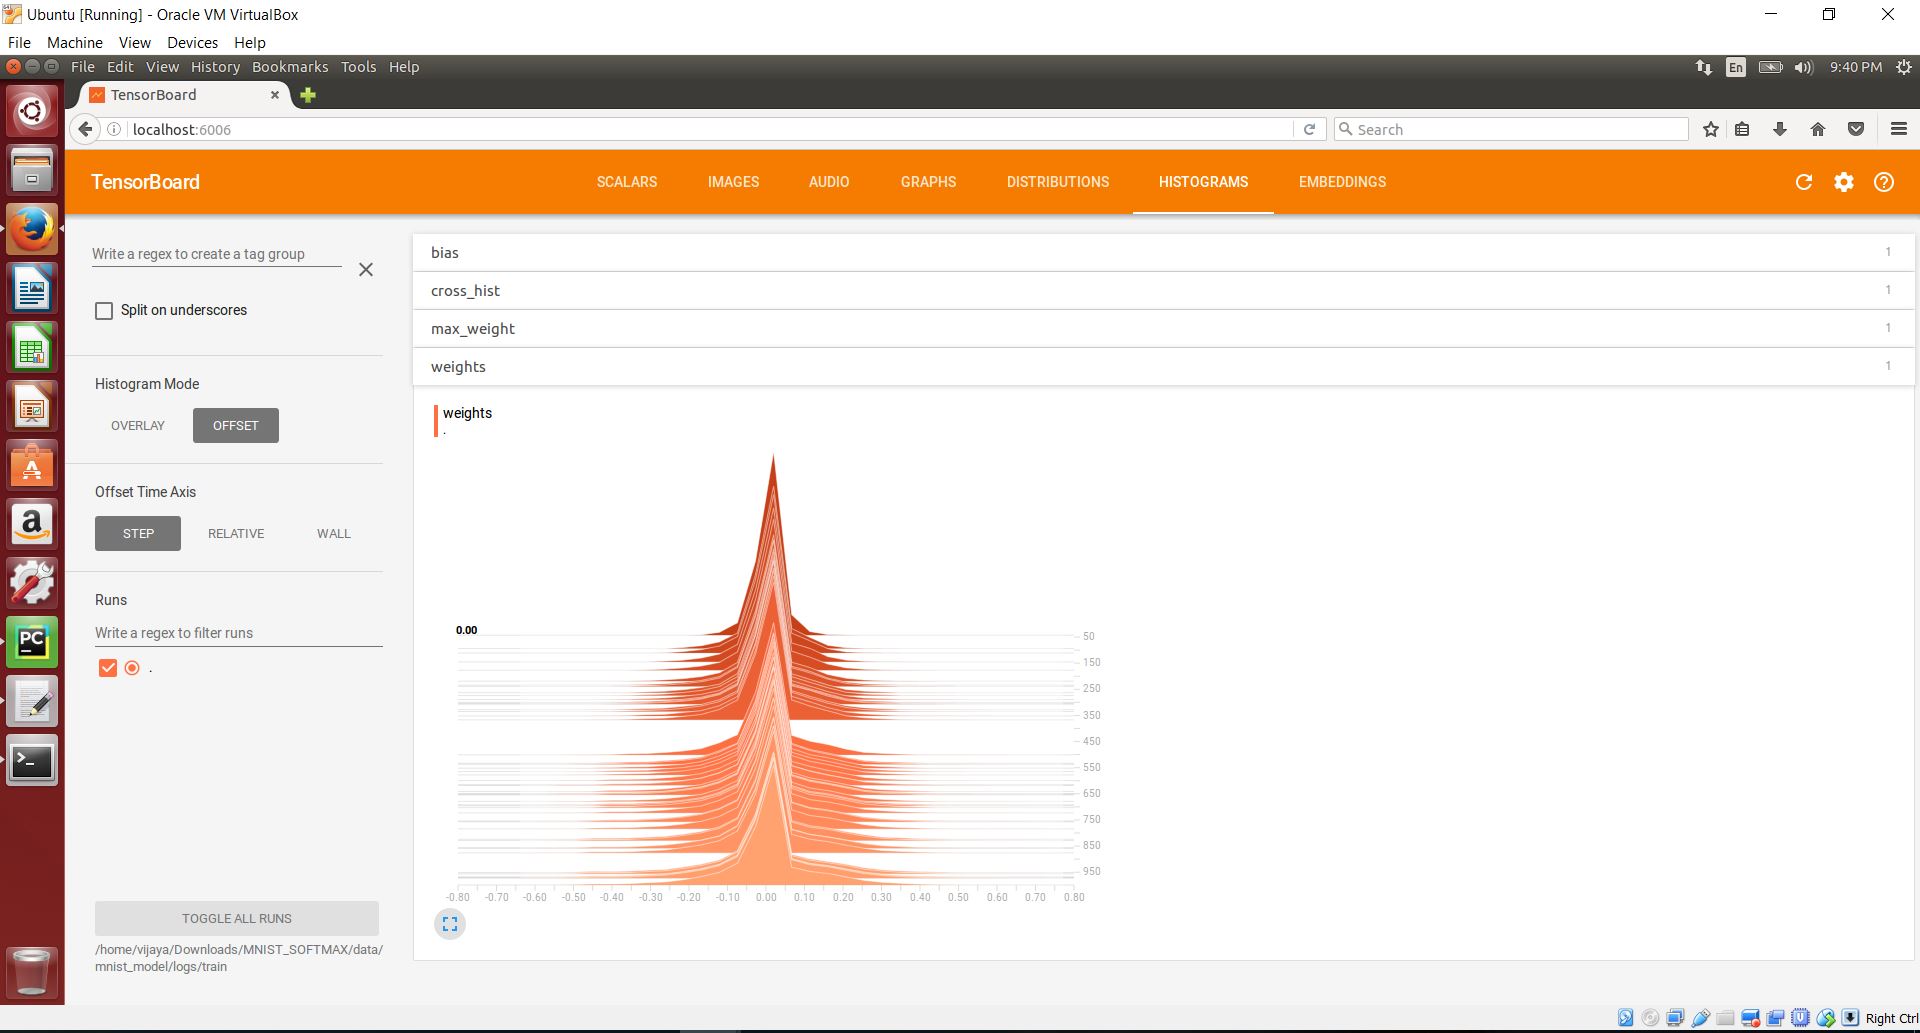 Ubuntu [Running] - Oracle VM VirtualBox
File Machine View Devices Help
File Edit View History Bookmarks Tools Help
En
9:40 PM
TensorBoard
localhost:6006
Search
TensorBoard
SCALARS IMAGES AUDIO GRAPHS DISTRIBUTIONS HISTOGRAMS EMBEDDINGS
Write a regex to create a tag group
Split on underscores
Histogram Mode
OVERLAY OFFSET
Offset Time Axis
STEP RELATIVE WALL
Runs
Write a regex to filter runs
.
TOGGLE ALL RUNS
/home/vijaya/Downloads/MNIST_SOFTMAX/data/
mnist_model/logs/train
bias 1
cross_hist 1
max_weight 1
weights 1
weights
.
0.00
50
150
250
350
450
550
650
750
850
950
-0.80 -0.70 -0.60 -0.50 -0.40 -0.30 -0.20 -0.10 0.00 0.10 0.20 0.30 0.40 0.50 0.60 0.70 0.80
PC
Right Ctrl